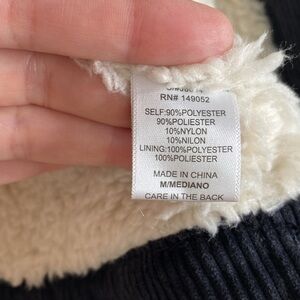 RN# 149052
SELF:90%POLYESTER
90%POLIESTER
10%NYLON
10%NILON
LINING:100%POLYESTER
100%POLIESTER
MADE IN CHINA
M/MEDIANO
CARE IN THE BACK